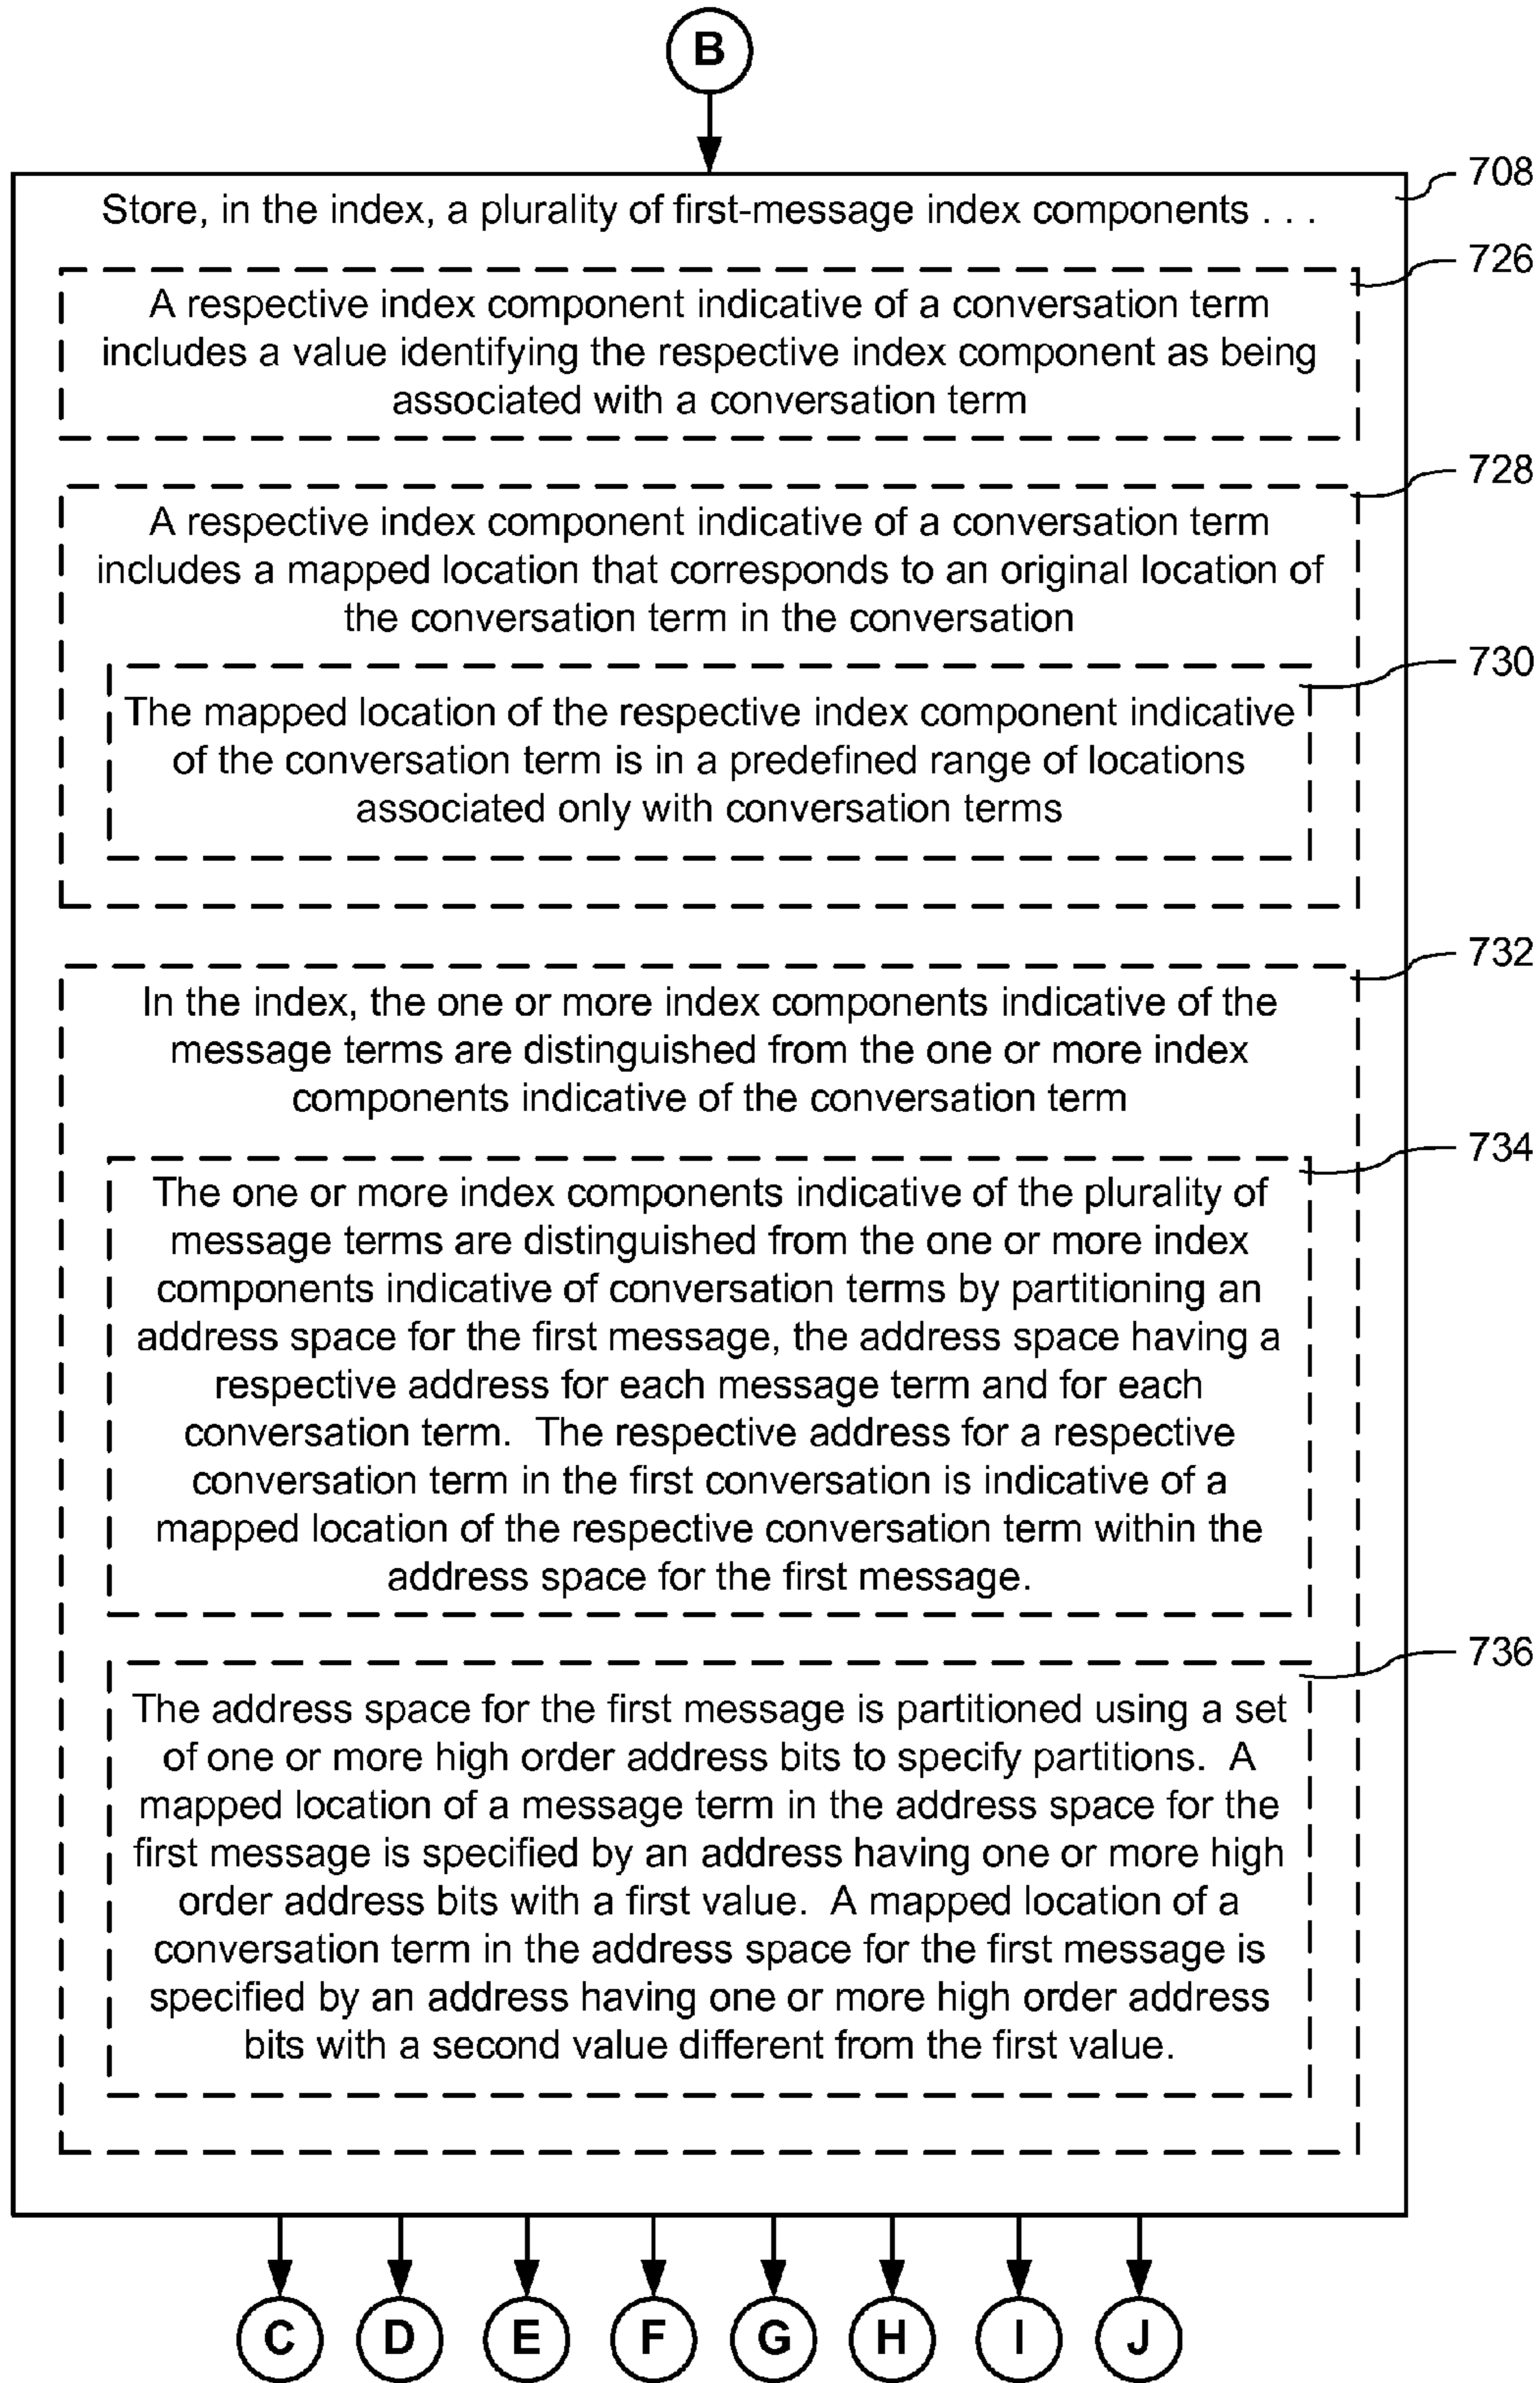 B
708
Store, in the index, a plurality of first-message index components . . .
726
A respective index component indicative of a conversation term
includes a value identifying the respective index component as being
associated with a conversation term
728
A respective index component indicative of a conversation term
includes a mapped location that corresponds to an original location of
the conversation term in the conversation
730
The mapped location of the respective index component indicative
of the conversation term is in a predefined range of locations
associated only with conversation terms
732
In the index, the one or more index components indicative of the
message terms are distinguished from the one or more index
components indicative of the conversation term
734
The one or more index components indicative of the plurality of
message terms are distinguished from the one or more index
components indicative of conversation terms by partitioning an
address space for the first message, the address space having a
respective address for each message term and for each
conversation term.  The respective address for a respective
conversation term in the first conversation is indicative of a
mapped location of the respective conversation term within the
address space for the first message.
736
The address space for the first message is partitioned using a set
of one or more high order address bits to specify partitions.  A
mapped location of a message term in the address space for the
first message is specified by an address having one or more high
order address bits with a first value.  A mapped location of a
conversation term in the address space for the first message is
specified by an address having one or more high order address
bits with a second value different from the first value.
C D E F G H I J